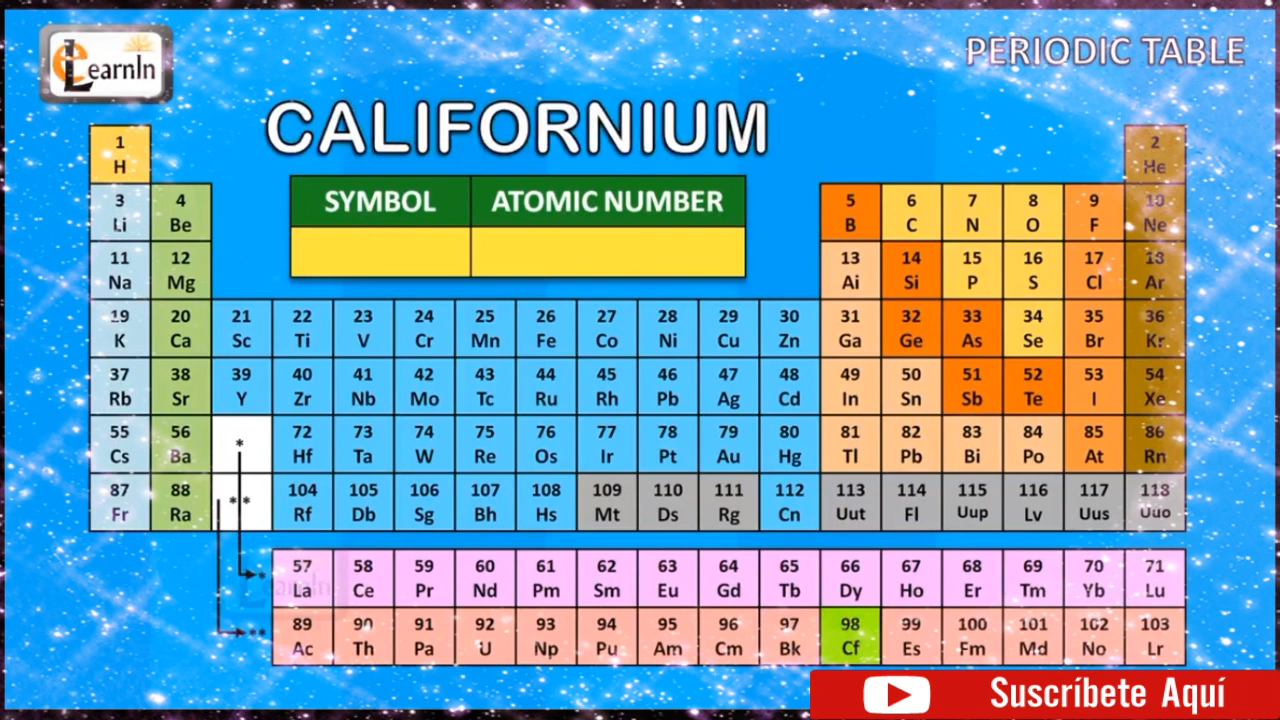 PERIODIC TABLE
eLearnIn
CALIFORNIUM
SYMBOL ATOMIC NUMBER
1 2
H He
3 4 5 6 7 8 9 10
Li Be B C N O F Ne
11 12 13 14 15 16 17 18
Na Mg Ai Si P S Cl Ar
19 20 21 22 23 24 25 26 27 28 29 30 31 32 33 34 35 36
K Ca Sc Ti V Cr Mn Fe Co Ni Cu Zn Ga Ge As Se Br Kr
37 38 39 40 41 42 43 44 45 46 47 48 49 50 51 52 53 54
Rb Sr Y Zr Nb Mo Tc Ru Rh Pb Ag Cd In Sn Sb Te I Xe
55 56 * 72 73 74 75 76 77 78 79 80 81 82 83 84 85 86
Cs Ba Hf Ta W Re Os Ir Pt Au Hg Tl Pb Bi Po At Rn
87 88 ** 104 105 106 107 108 109 110 111 112 113 114 115 116 117 118
Fr Ra Rf Db Sg Bh Hs Mt Ds Rg Cn Uut Fl Uup Lv Uus Uuo
57 58 59 60 61 62 63 64 65 66 67 68 69 70 71
* La Ce Pr Nd Pm Sm Eu Gd Tb Dy Ho Er Tm Yb Lu
89 90 91 92 93 94 95 96 97 98 99 100 101 102 103
** Ac Th Pa U Np Pu Am Cm Bk Cf Es Fm Md No Lr
Suscríbete Aquí